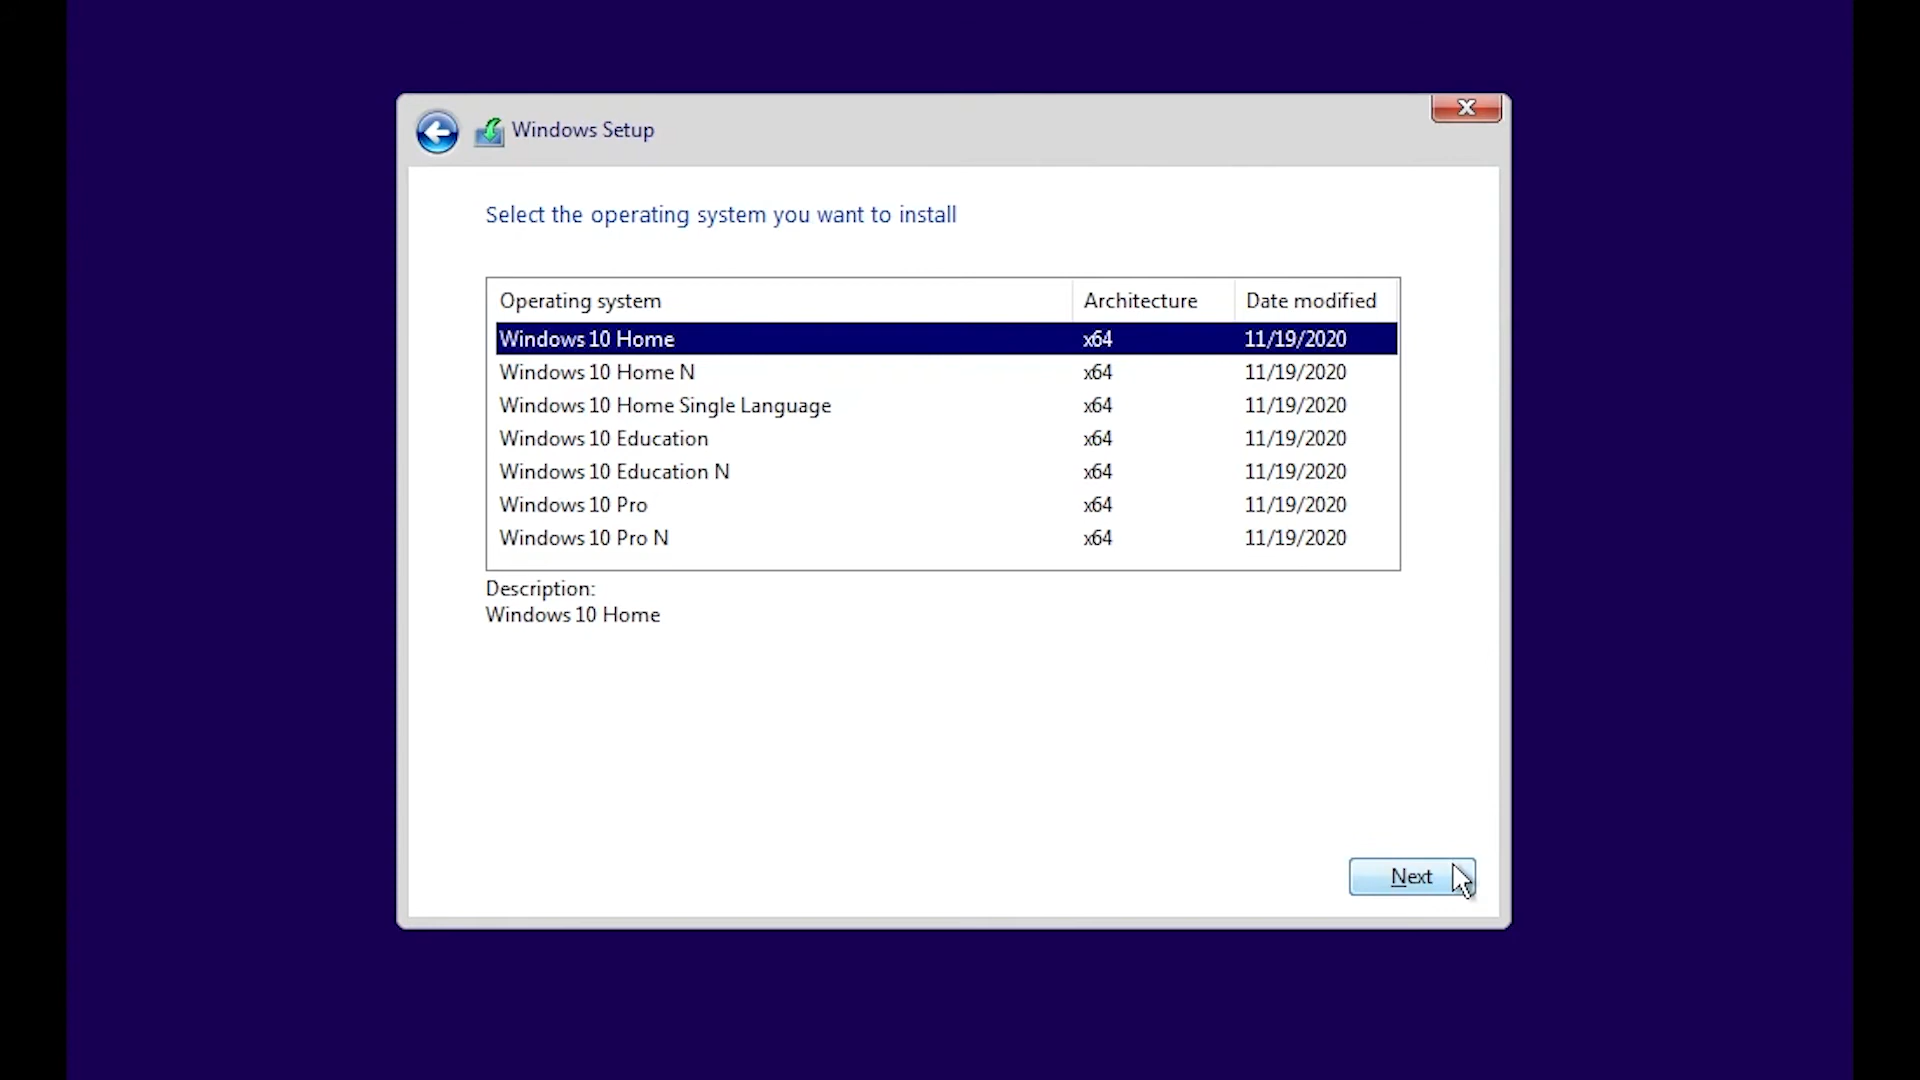 Windows Setup
Select the operating system you want to install
Operating system Architecture Date modified
Windows 10 Home x64 11/19/2020
Windows 10 Home N x64 11/19/2020
Windows 10 Home Single Language x64 11/19/2020
Windows 10 Education x64 11/19/2020
Windows 10 Education N x64 11/19/2020
Windows 10 Pro x64 11/19/2020
Windows 10 Pro N x64 11/19/2020
Description:
Windows 10 Home
Next